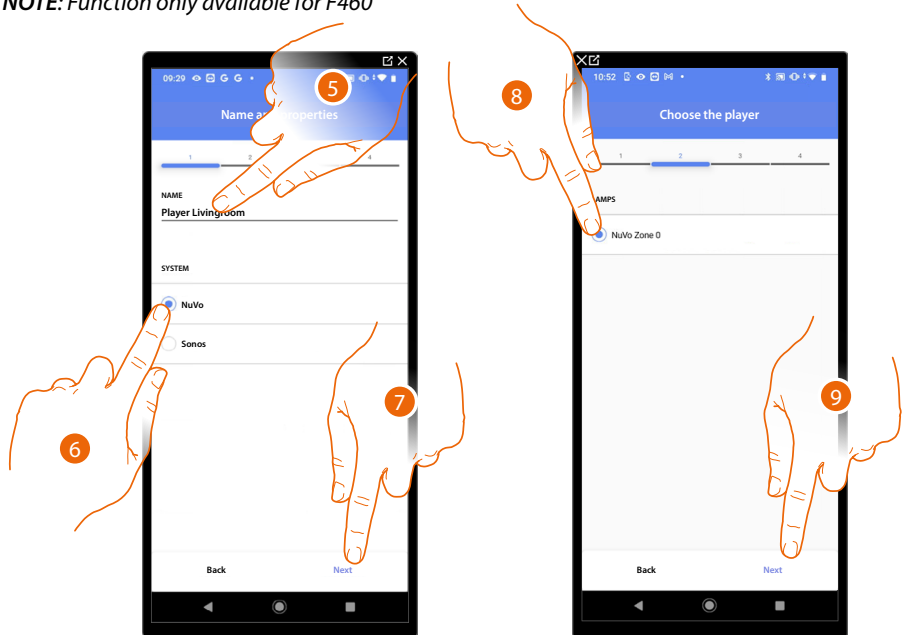 NOTE: Function only available for F460
09:29 G G
5
Name and properties
1 2 4
NAME
Player Livingroom
SYSTEM
NuVo
Sonos
6
7
Back Next
8
10:52
Choose the player
1 2 3 4
AMPS
NuVo Zone 0
9
Back Next